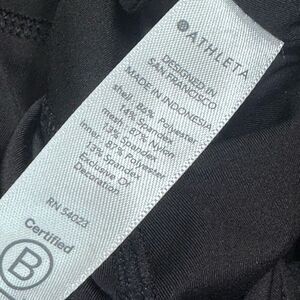 ATHLETA
DESIGNED IN
SAN FRANCISCO
MADE IN INDONESIA
shell: 86% Polyester
14% Spandex
mesh: 87% Nylon
13% Spandex
inner: 87% Polyester
13% Spandex
Exclusive Of
Decoration
RN 54023
Certified
B